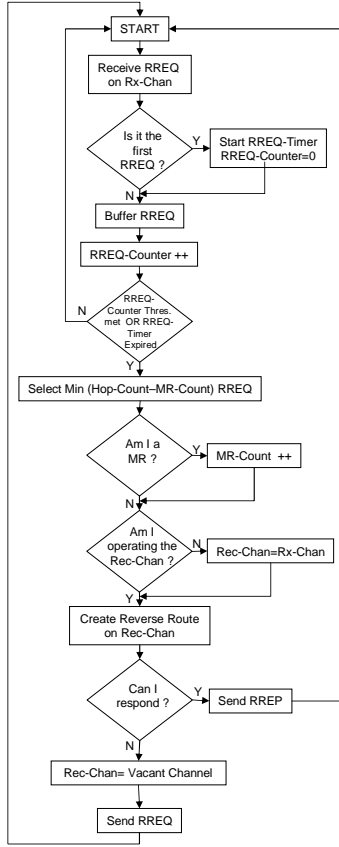 START
Receive RREQ
on Rx-Chan
Is it the
first
RREQ ?
Y
Start RREQ-Timer
RREQ-Counter=0
N
Buffer RREQ
RREQ-Counter ++
N
RREQ-
Counter Thres.
met OR RREQ-
Timer
Expired
Y
Select Min (Hop-Count–MR-Count) RREQ
Am I a
MR ?
Y
MR-Count ++
N
Am I
operating the
Rec-Chan ?
N
Rec-Chan=Rx-Chan
Y
Create Reverse Route
on Rec-Chan
Can I
respond ?
Y
Send RREP
N
Rec-Chan= Vacant Channel
Send RREQ